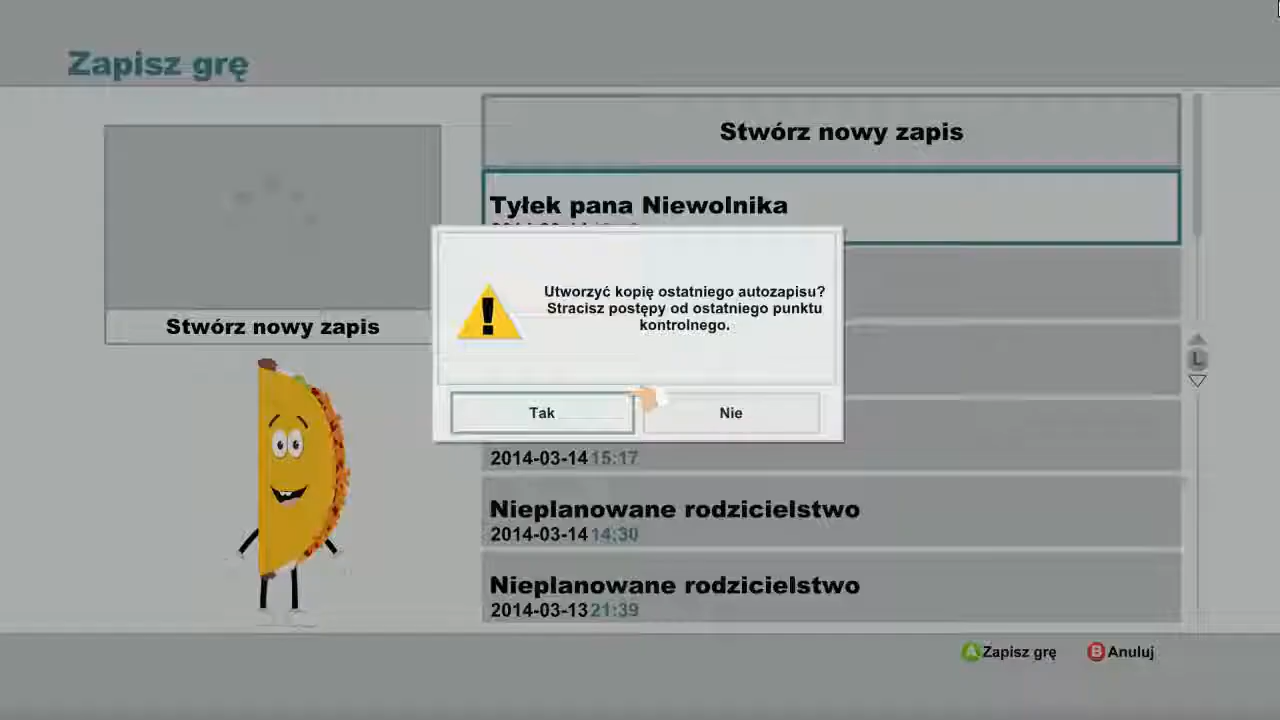 Zapisz grę
Stwórz nowy zapis
Tyłek pana Niewolnika
Stwórz nowy zapis
Utworzyć kopię ostatniego autozapisu?
Stracisz postępy od ostatniego punktu
kontrolnego.
Tak
Nie
L
2014-03-14 15:17
Nieplanowane rodzicielstwo
2014-03-14 14:30
Nieplanowane rodzicielstwo
2014-03-13 21:39
A Zapisz grę
B Anuluj